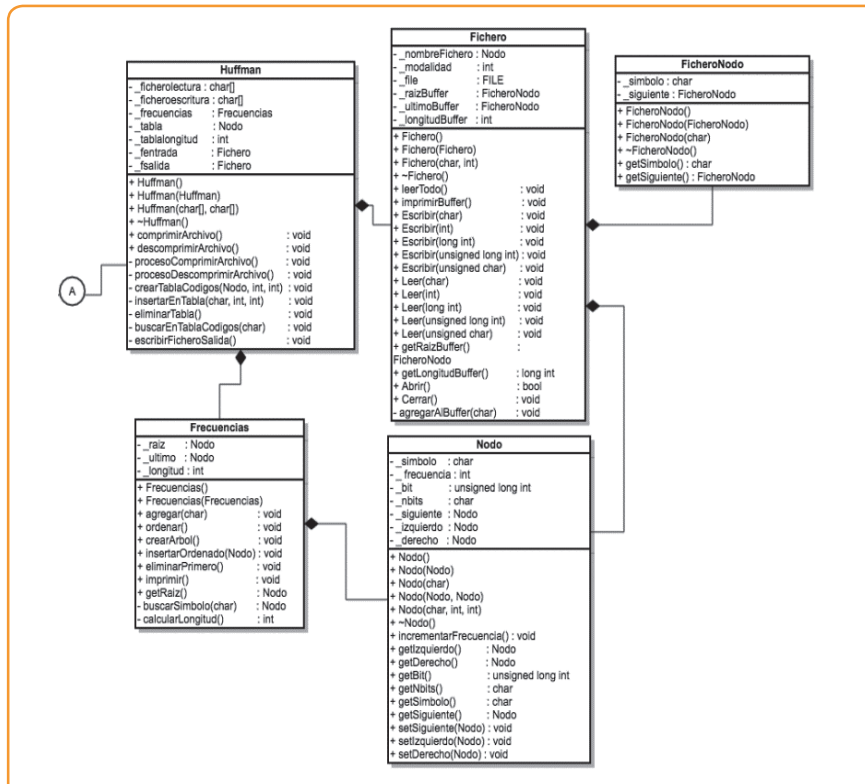 Huffman
- _ficherolectura : char[]
- _ficheroescritura : char[]
- _frecuencias : Frecuencias
- _tabla : Nodo
- _tablalongitud : int
- _fentrada : Fichero
- _fsalida : Fichero
+ Huffman()
+ Huffman(Huffman)
+ Huffman(char[], char[])
+ ~Huffman()
+ comprimirArchivo() : void
+ descomprimirArchivo() : void
- procesoComprimirArchivo() : void
- procesoDescomprimirArchivo() : void
- crearTablaCodigos(Nodo, int, int) : void
- insertarEnTabla(char, int, int) : void
- eliminarTabla() : void
- buscarEnTablaCodigos(char) : void
- escribirFicheroSalida() : void
A
Fichero
- _nombreFichero : Nodo
- _modalidad : int
- _file : FILE
- _raizBuffer : FicheroNodo
- _ultimoBuffer : FicheroNodo
- _longitudBuffer : int
+ Fichero()
+ Fichero(Fichero)
+ Fichero(char, int)
+ ~Fichero()
+ leerTodo() : void
+ imprimirBuffer() : void
+ Escribir(char) : void
+ Escribir(int) : void
+ Escribir(long int) : void
+ Escribir(unsigned long int) : void
+ Escribir(unsigned char) : void
+ Leer(char) : void
+ Leer(int) : void
+ Leer(long int) : void
+ Leer(unsigned long int) : void
+ Leer(unsigned char) : void
+ getRaizBuffer() :
FicheroNodo
+ getLongitudBuffer() : long int
+ Abrir() : bool
+ Cerrar() : void
- agregarAlBuffer(char) : void
FicheroNodo
- _simbolo : char
- _siguiente : FicheroNodo
+ FicheroNodo()
+ FicheroNodo(FicheroNodo)
+ FicheroNodo(char)
+ ~FicheroNodo()
+ getSimbolo() : char
+ getSiguiente() : FicheroNodo
Frecuencias
- _raiz : Nodo
- _ultimo : Nodo
- _longitud : int
+ Frecuencias()
+ Frecuencias(Frecuencias)
+ agregar(char) : void
+ ordenar() : void
+ crearArbol() : void
+ insertarOrdenado(Nodo) : void
+ eliminarPrimero() : void
+ imprimir() : void
+ getRaiz() : Nodo
- buscarSimbolo(char) : Nodo
- calcularLongitud() : int
Nodo
- _simbolo : char
- _frecuencia : int
- _bit : unsigned long int
- _nbits : char
- _siguiente : Nodo
- _izquierdo : Nodo
- _derecho : Nodo
+ Nodo()
+ Nodo(Nodo)
+ Nodo(char)
+ Nodo(Nodo, Nodo)
+ Nodo(char, int, int)
+ ~Nodo()
+ incrementarFrecuencia() : void
+ getIzquierdo() : Nodo
+ getDerecho() : Nodo
+ getBit() : unsigned long int
+ getNbits() : char
+ getSimbolo() : char
+ getSiguiente() : Nodo
+ setSiguiente(Nodo) : void
+ setIzquierdo(Nodo) : void
+ setDerecho(Nodo) : void